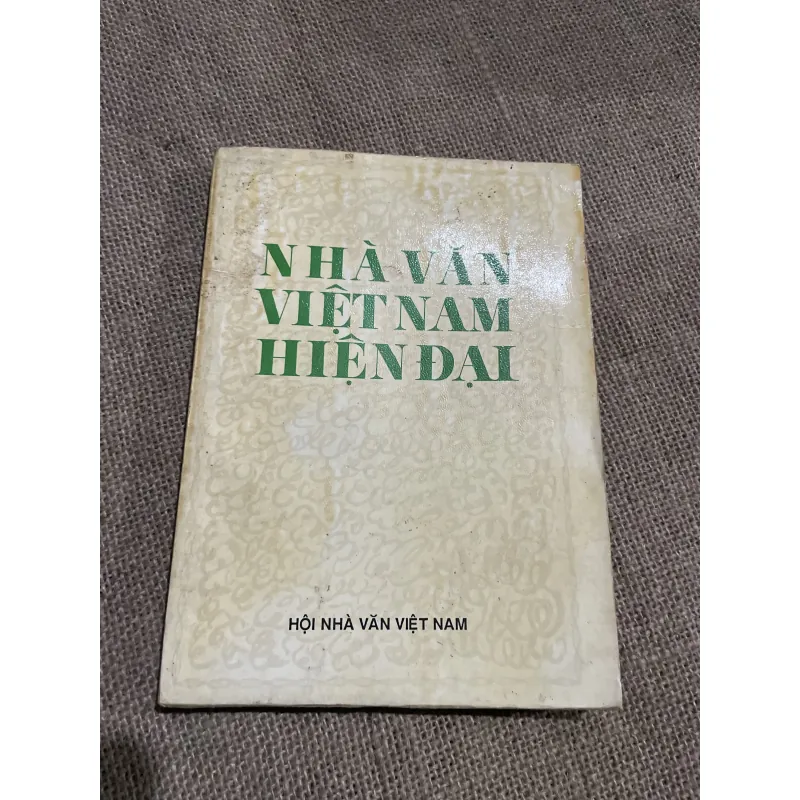 NHÀ VĂN
VIỆT NAM
HIỆN ĐẠI
HỘI NHÀ VĂN VIỆT NAM